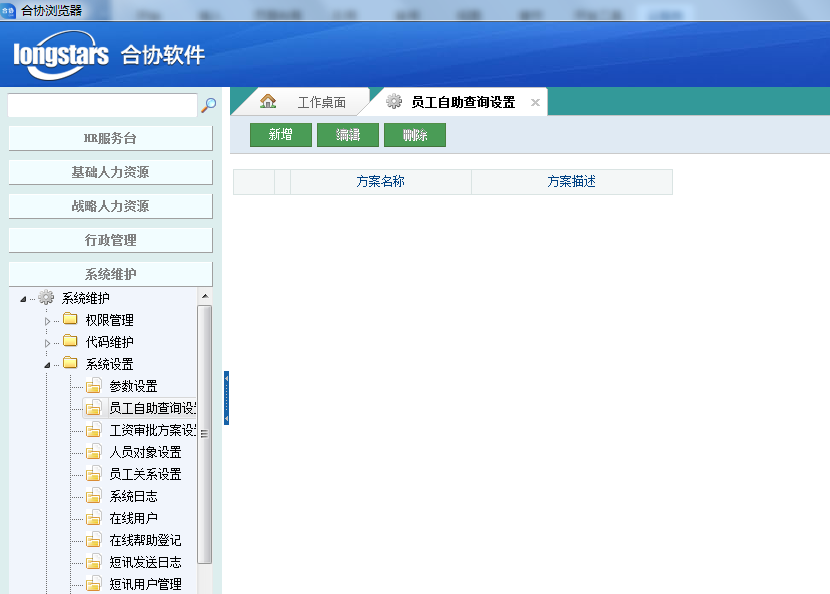 合协浏览器
longstars 合协软件
工作桌面
员工自助查询设置
新增 编辑 删除
HR服务台
基础人力资源
战略人力资源
行政管理
系统维护
方案名称 方案描述
系统维护
权限管理
代码维护
系统设置
参数设置
员工自助查询设
工资审批方案设
人员对象设置
员工关系设置
系统日志
在线用户
在线帮助登记
短讯发送日志
短讯用户管理